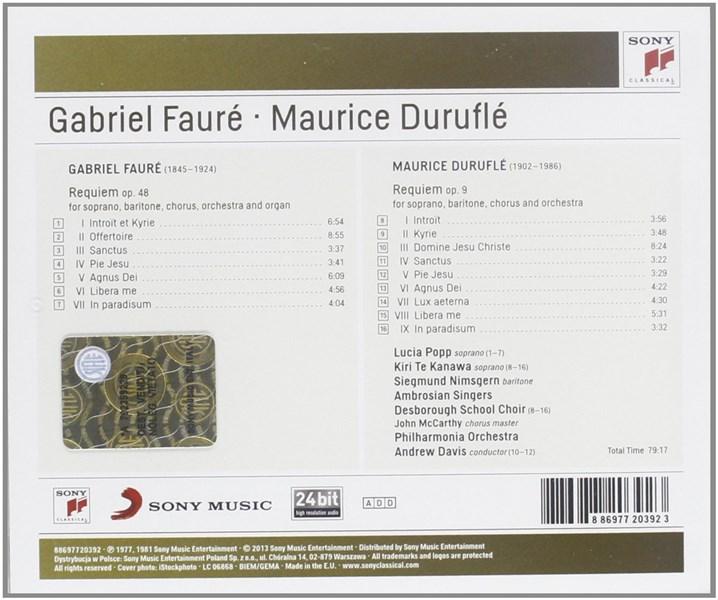 SONY
CLASSICAL
Gabriel Fauré · Maurice Duruflé
GABRIEL FAURÉ (1845–1924)
Requiem op. 48
for soprano, baritone, chorus, orchestra and organ
1 I Introït et Kyrie 6:54
2 II Offertoire 8:55
3 III Sanctus 3:37
4 IV Pie Jesu 3:41
5 V Agnus Dei 6:09
6 VI Libera me 4:56
7 VII In paradisum 4:04
MAURICE DURUFLÉ (1902–1986)
Requiem op. 9
for soprano, baritone, chorus and orchestra
8 I Introït 3:56
9 II Kyrie 3:48
10 III Domine Jesu Christe 8:24
11 IV Sanctus 3:22
12 V Pie Jesu 3:29
13 VI Agnus Dei 4:22
14 VII Lux aeterna 4:30
15 VIII Libera me 5:31
16 IX In paradisum 3:32
Lucia Popp soprano (1–7)
Kiri Te Kanawa soprano (8–16)
Siegmund Nimsgern baritone
Ambrosian Singers
Desborough School Choir (8–16)
John McCarthy chorus master
Philharmonia Orchestra
Andrew Davis conductor (10–12)
Total Time 79:17
SONY
CLASSICAL
SONY MUSIC
24 bit
high resolution audio
A D D
8 86977 20392 3
88697720392 · ℗ 1977, 1981 Sony Music Entertainment · © 2013 Sony Music Entertainment · Distributed by Sony Music Entertainment
Dystrybucja w Polsce: Sony Music Entertainment Poland Sp. z o.o., ul. Chóralna 14, 02-879 Warszawa · Trademarks and logos are protected
All rights reserved. · Cover photo: iStockphoto · LC 06868 · BIEM/GEMA · Made in the E.U. · www.sonyclassical.com